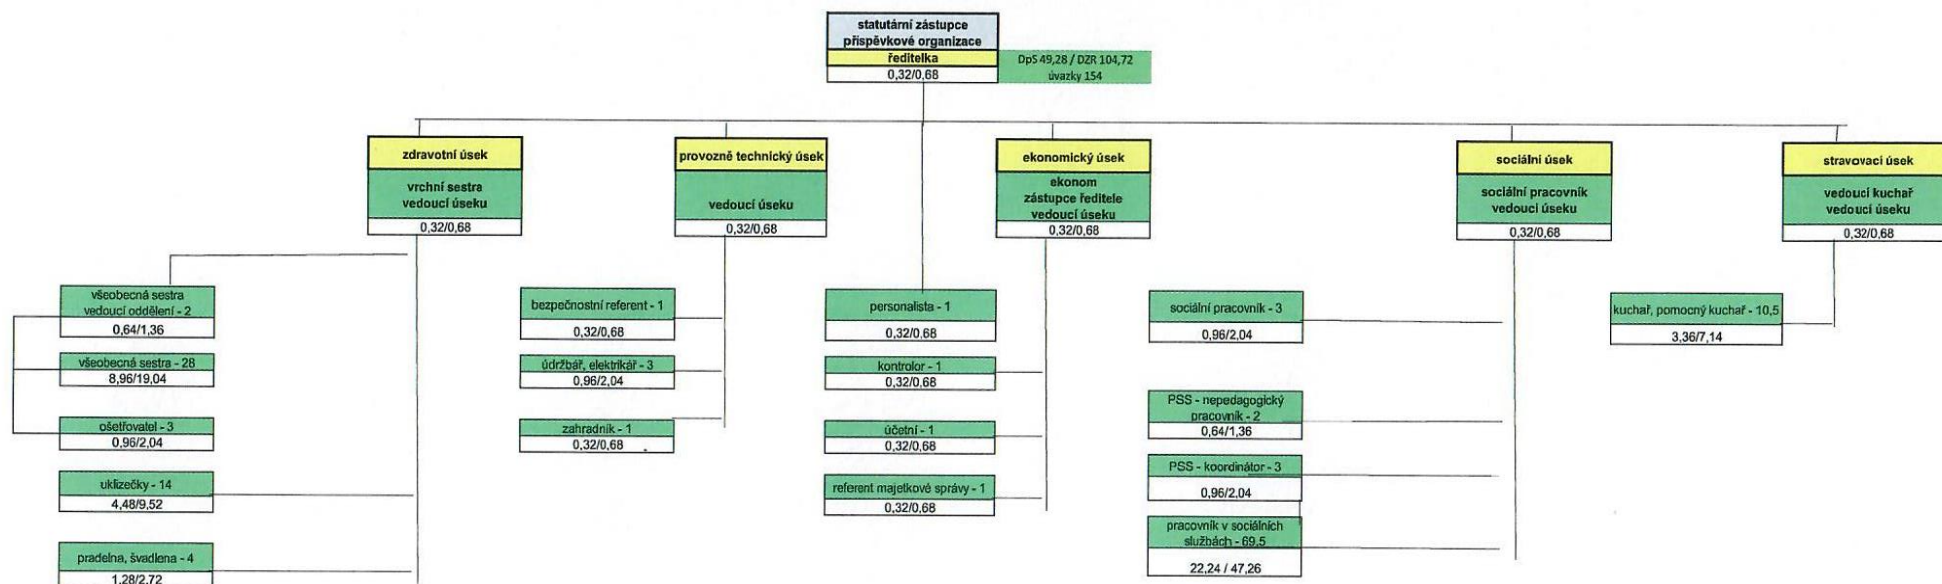 statutární zástupce
příspěvkové organizace
ředitelka
0,32/0,68
DpS 49,28 / DZR 104,72
úvazky 154
zdravotní úsek
vrchní sestra
vedoucí úseku
0,32/0,68
provozně technický úsek
vedoucí úseku
0,32/0,68
ekonomický úsek
ekonom
zástupce ředitele
vedoucí úseku
0,32/0,68
sociální úsek
sociální pracovník
vedoucí úseku
0,32/0,68
stravovací úsek
vedoucí kuchař
vedoucí úseku
0,32/0,68
všeobecná sestra
vedoucí oddělení - 2
0,64/1,36
všeobecná sestra - 28
8,96/19,04
ošetřovatel - 3
0,96/2,04
uklízečky - 14
4,48/9,52
pradelna, švadlena - 4
1,28/2,72
bezpečnostní referent - 1
0,32/0,68
údržbář, elektrikář - 3
0,96/2,04
zahradník - 1
0,32/0,68
personalista - 1
0,32/0,68
kontrolor - 1
0,32/0,68
účetní - 1
0,32/0,68
referent majetkové správy - 1
0,32/0,68
sociální pracovník - 3
0,96/2,04
PSS - nepedagogický
pracovník - 2
0,64/1,36
PSS - koordinátor - 3
0,96/2,04
pracovník v sociálních
službách - 69,5
22,24 / 47,26
kuchař, pomocný kuchař - 10,5
3,36/7,14